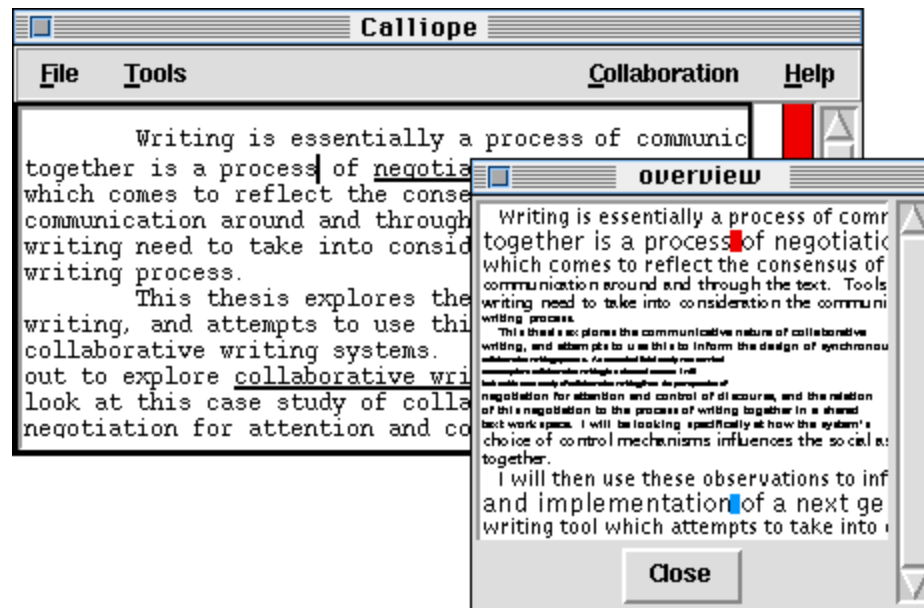 Calliope
File Tools Collaboration Help
Writing is essentially a process of communic
together is a process of negotia
which comes to reflect the conse
communication around and through
writing need to take into consid
writing process.
This thesis explores the
writing, and attempts to use thi
collaborative writing systems.
out to explore collaborative wri
look at this case study of colla
negotiation for attention and co
overview
Writing is essentially a process of comr
together is a process of negotiatio
which comes to reflect the consensus of
communication around and through the text. Tools
writing need to take into consideration the communi
writing process.
This thesis explores the communicative nature of collaborative
writing, and attempts to use this to inform the design of synchronou
negotiation for attention and control of discourse, and the relation
of this negotiation to the process of writing together in a shared
text workspace. I will be looking specifically at how the system's
choice of control mechanisms influences the social as
together.
I will then use these observations to inf
and implementation of a next ge
writing tool which attempts to take into
Close